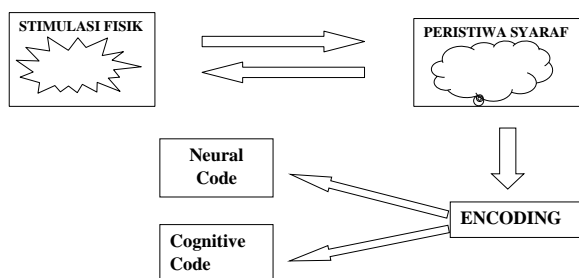 STIMULASI FISIK
PERISTIWA SYARAF
Neural
Code
ENCODING
Cognitive
Code